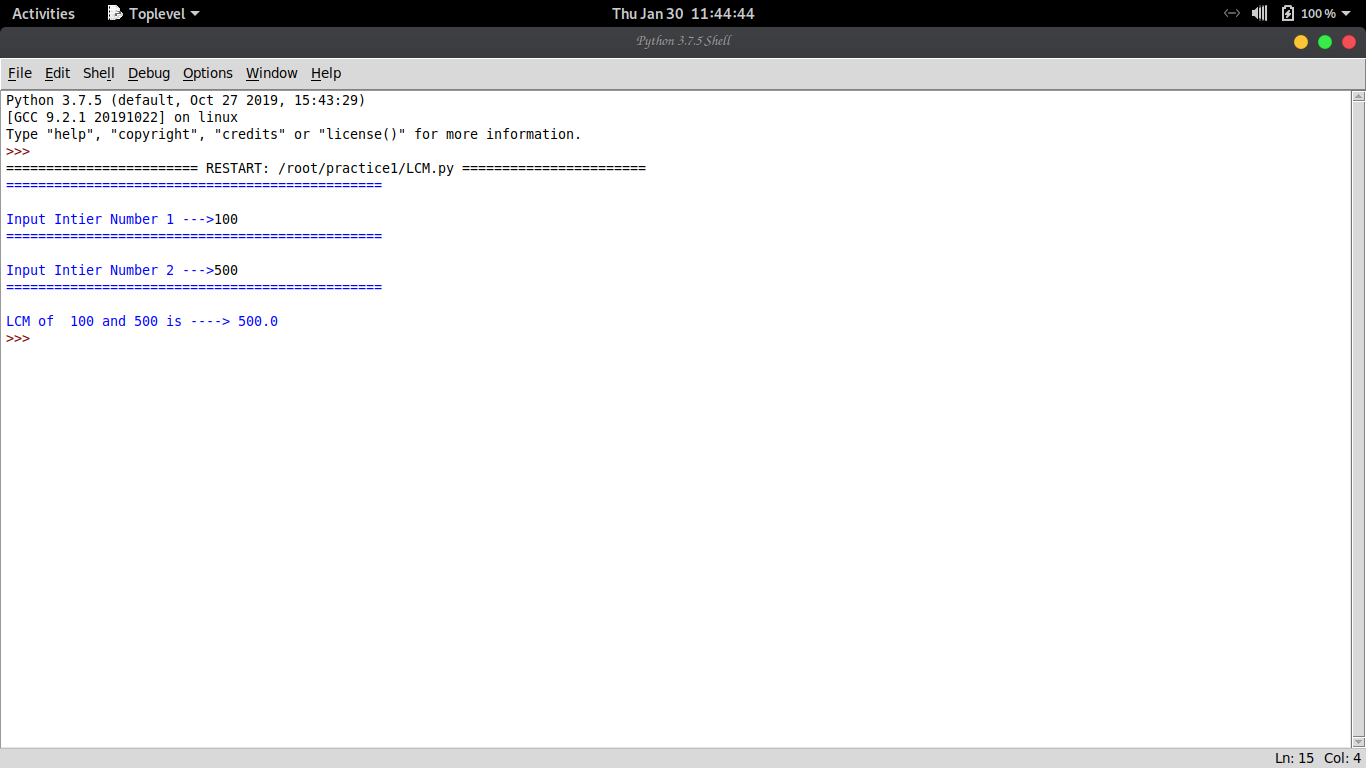 Activities Toplevel Thu Jan 30 11:44:44 100 %
Python 3.7.5 Shell
File Edit Shell Debug Options Window Help
Python 3.7.5 (default, Oct 27 2019, 15:43:29)
[GCC 9.2.1 20191022] on linux
Type "help", "copyright", "credits" or "license()" for more information.
>>>
======================== RESTART: /root/practice1/LCM.py =======================
===============================================
Input Intier Number 1 --->100
===============================================
Input Intier Number 2 --->500
===============================================
LCM of  100 and 500 is ----> 500.0
>>>
Ln: 15 Col: 4